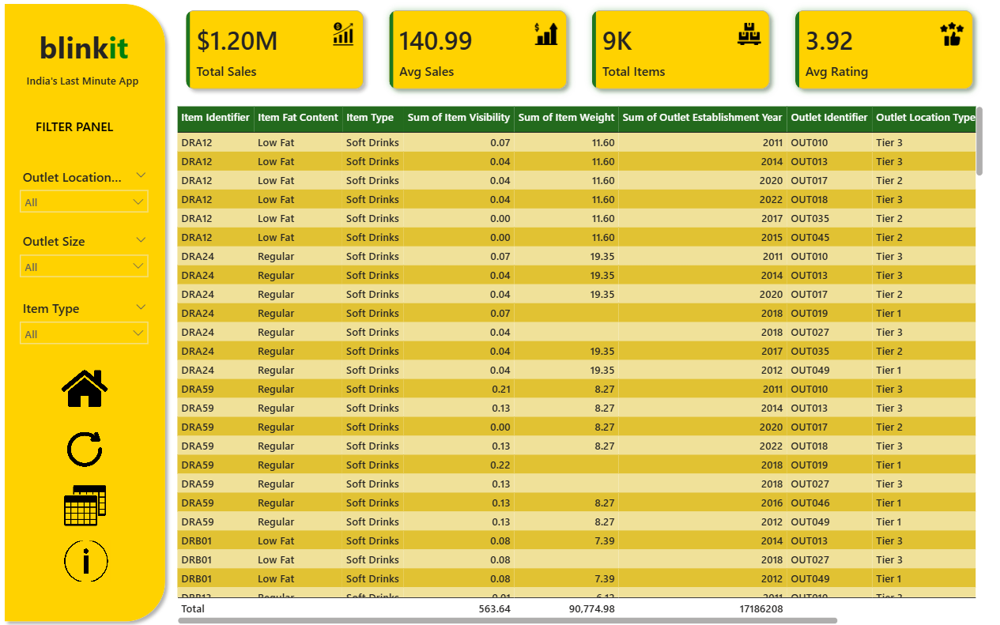 blinkit
India's Last Minute App
FILTER PANEL
Outlet Location...
All
Outlet Size
All
Item Type
All
$1.20M
Total Sales
140.99
Avg Sales
9K
Total Items
3.92
Avg Rating
Item Identifier Item Fat Content Item Type Sum of Item Visibility Sum of Item Weight Sum of Outlet Establishment Year Outlet Identifier Outlet Location Type
DRA12 Low Fat Soft Drinks 0.07 11.60 2011 OUT010 Tier 3
DRA12 Low Fat Soft Drinks 0.04 11.60 2014 OUT013 Tier 3
DRA12 Low Fat Soft Drinks 0.04 11.60 2020 OUT017 Tier 2
DRA12 Low Fat Soft Drinks 0.04 11.60 2022 OUT018 Tier 3
DRA12 Low Fat Soft Drinks 0.00 11.60 2017 OUT035 Tier 2
DRA12 Low Fat Soft Drinks 0.00 11.60 2015 OUT045 Tier 2
DRA24 Regular Soft Drinks 0.07 19.35 2011 OUT010 Tier 3
DRA24 Regular Soft Drinks 0.04 19.35 2014 OUT013 Tier 3
DRA24 Regular Soft Drinks 0.04 19.35 2020 OUT017 Tier 2
DRA24 Regular Soft Drinks 0.07 2018 OUT019 Tier 1
DRA24 Regular Soft Drinks 0.04 2018 OUT027 Tier 3
DRA24 Regular Soft Drinks 0.04 19.35 2017 OUT035 Tier 2
DRA24 Regular Soft Drinks 0.04 19.35 2012 OUT049 Tier 1
DRA59 Regular Soft Drinks 0.21 8.27 2011 OUT010 Tier 3
DRA59 Regular Soft Drinks 0.13 8.27 2014 OUT013 Tier 3
DRA59 Regular Soft Drinks 0.00 8.27 2020 OUT017 Tier 2
DRA59 Regular Soft Drinks 0.13 8.27 2022 OUT018 Tier 3
DRA59 Regular Soft Drinks 0.22 2018 OUT019 Tier 1
DRA59 Regular Soft Drinks 0.13 2018 OUT027 Tier 3
DRA59 Regular Soft Drinks 0.13 8.27 2016 OUT046 Tier 1
DRA59 Regular Soft Drinks 0.13 8.27 2012 OUT049 Tier 1
DRB01 Low Fat Soft Drinks 0.08 7.39 2014 OUT013 Tier 3
DRB01 Low Fat Soft Drinks 0.08 2018 OUT027 Tier 3
DRB01 Low Fat Soft Drinks 0.08 7.39 2012 OUT049 Tier 1
Regular Soft Drinks
Total 563.64 90,774.98 17186208